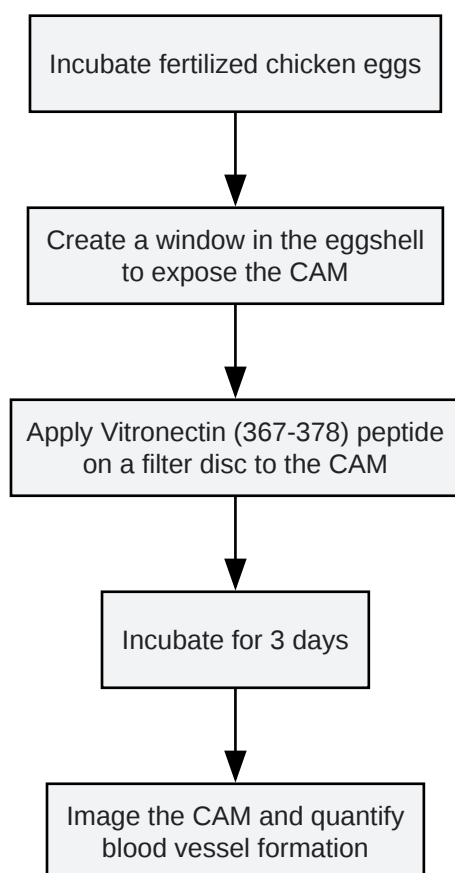 Incubate fertilized chicken eggs
Create a window in the eggshell
to expose the CAM
Apply Vitronectin (367-378) peptide
on a filter disc to the CAM
Incubate for 3 days
Image the CAM and quantify
blood vessel formation